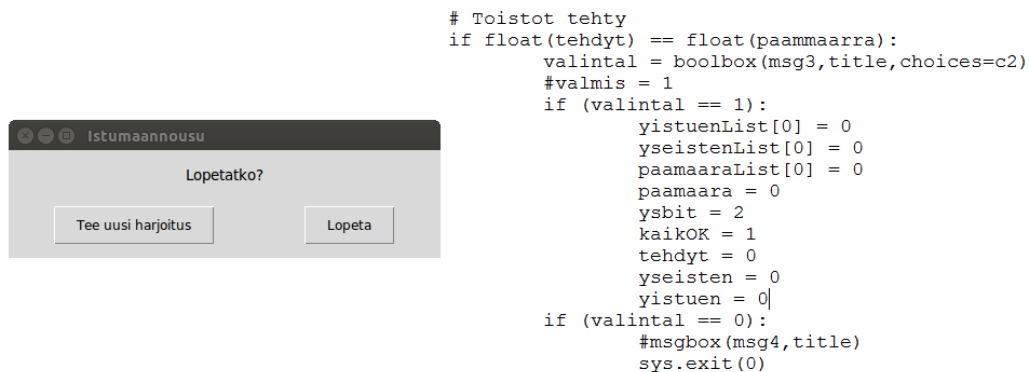 Istumaannousu
Lopetatko?
Tee uusi harjoitus
Lopeta
# Toistot tehty
if float(tehdyt) == float(paammaarra):
        valintal = boolbox(msg3,title,choices=c2)
        #valmis = 1
        if (valintal == 1):
                yistuenList[0] = 0
                yseistenList[0] = 0
                paamaaraList[0] = 0
                paamaara = 0
                ysbit = 2
                kaikOK = 1
                tehdyt = 0
                yseisten = 0
                yistuen = 0
        if (valintal == 0):
                #msgbox(msg4,title)
                sys.exit(0)